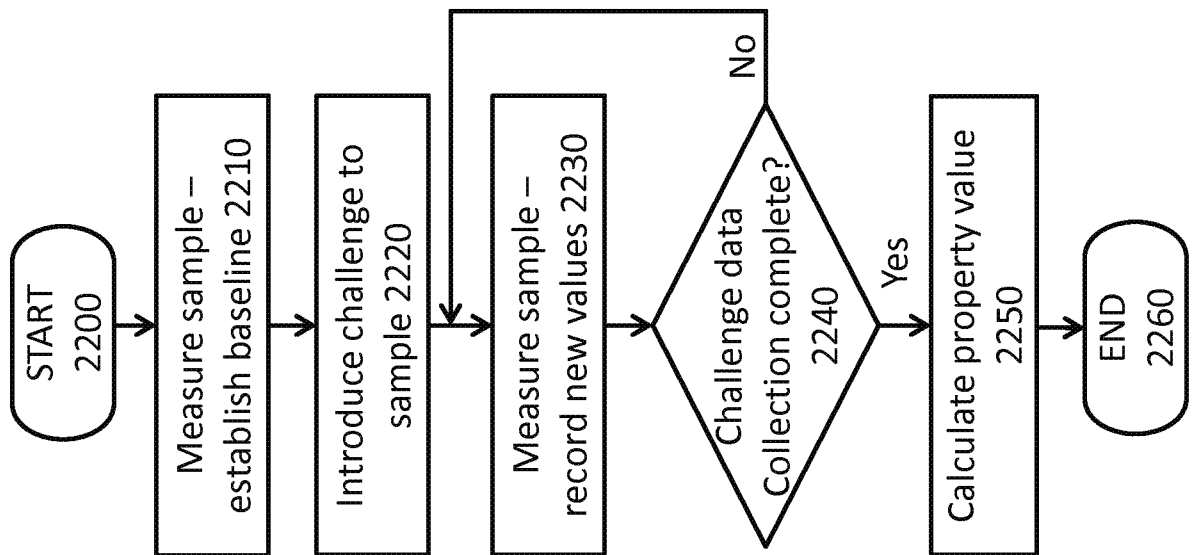 START
2200
Measure sample –
establish baseline 2210
Introduce challenge to
sample 2220
Measure sample –
record new values 2230
Challenge data
Collection complete?
2240
No
Yes
Calculate property value
2250
END
2260